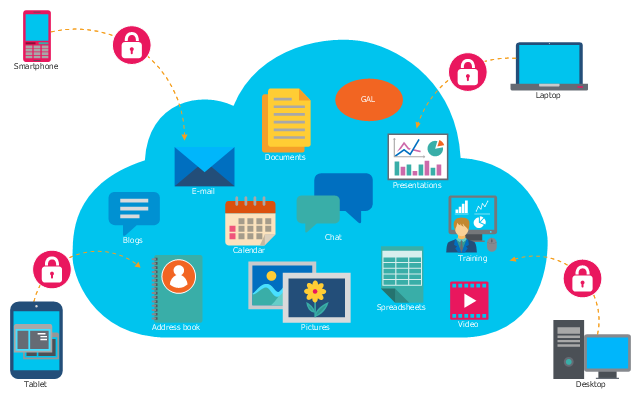 Smartphone
Laptop
GAL
Documents
E-mail
Presentations
Blogs
Calendar
Chat
Training
Address book
Pictures
Spreadsheets
Video
Tablet
Desktop